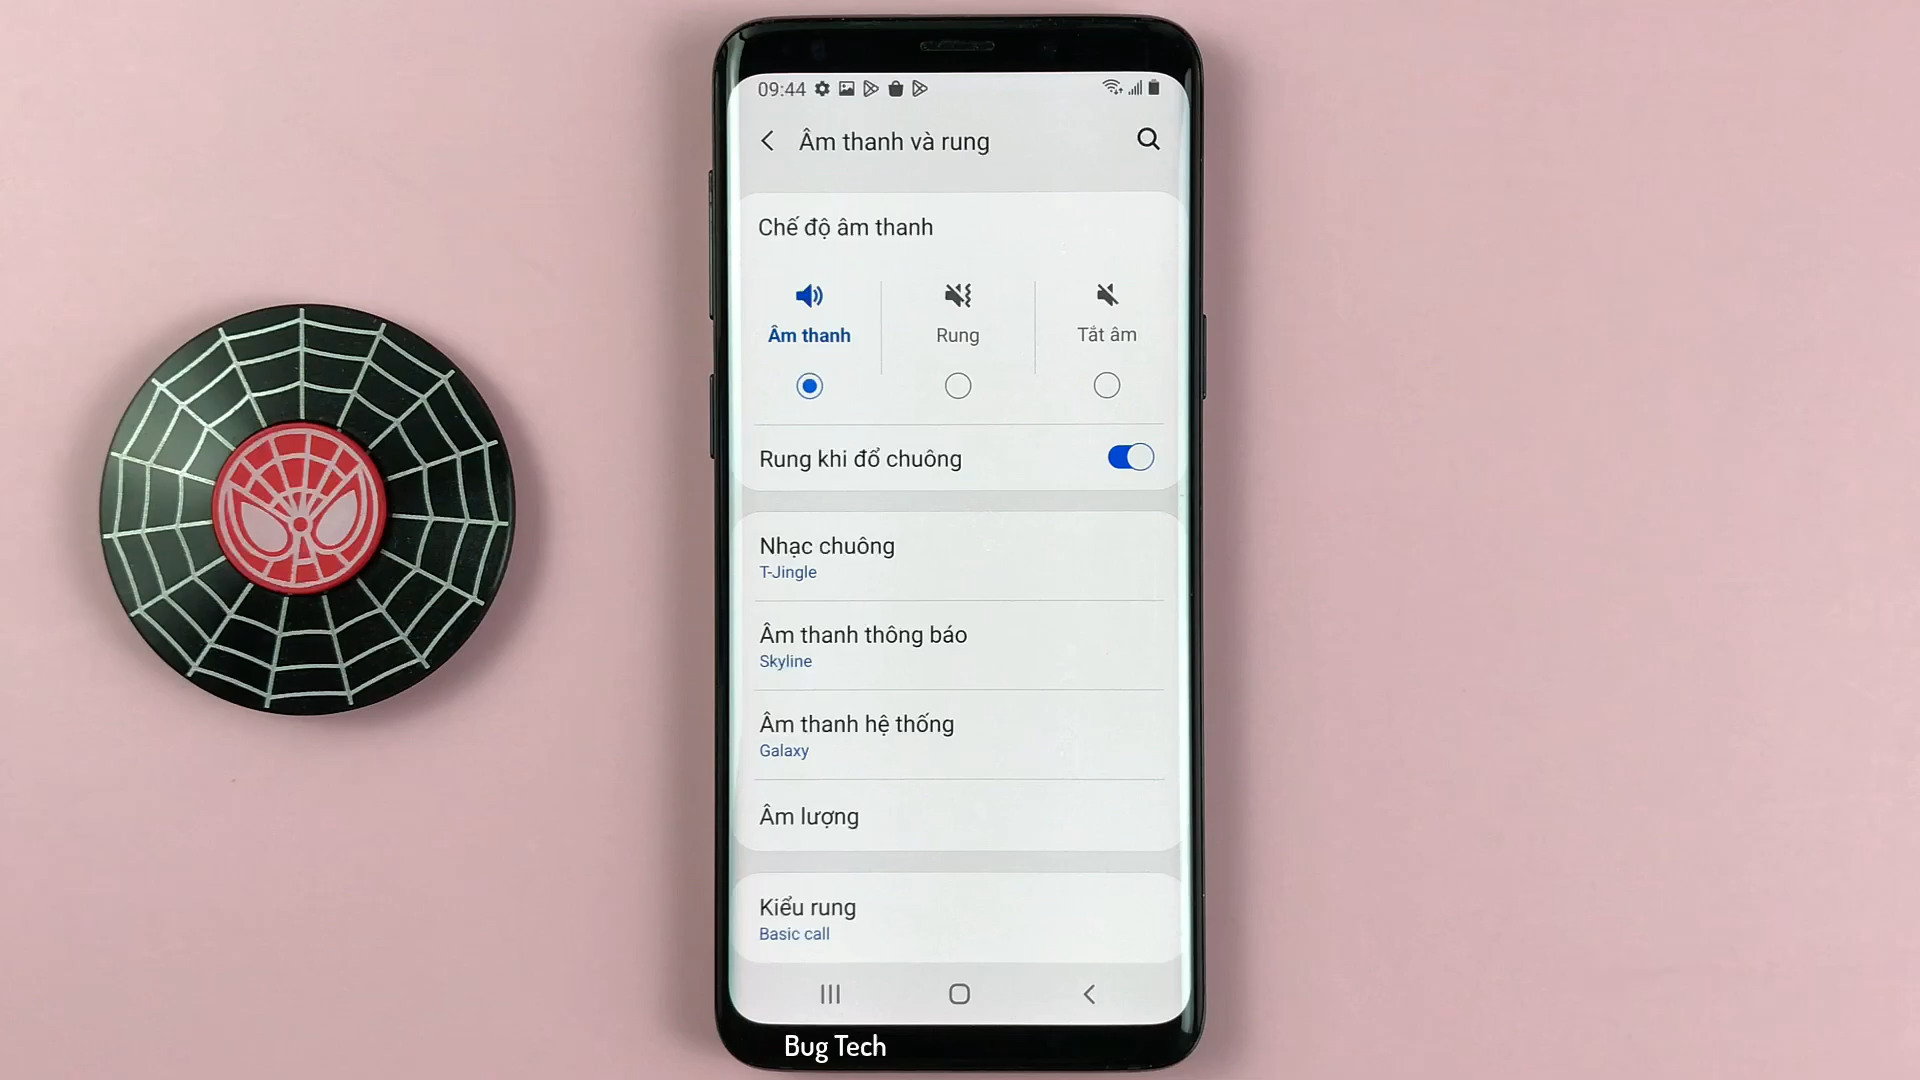 09:44
Âm thanh và rung
Chế độ âm thanh
Âm thanh
Rung
Tắt âm
Rung khi đổ chuông
Nhạc chuông
T-Jingle
Âm thanh thông báo
Skyline
Âm thanh hệ thống
Galaxy
Âm lượng
Kiểu rung
Basic call
Bug Tech